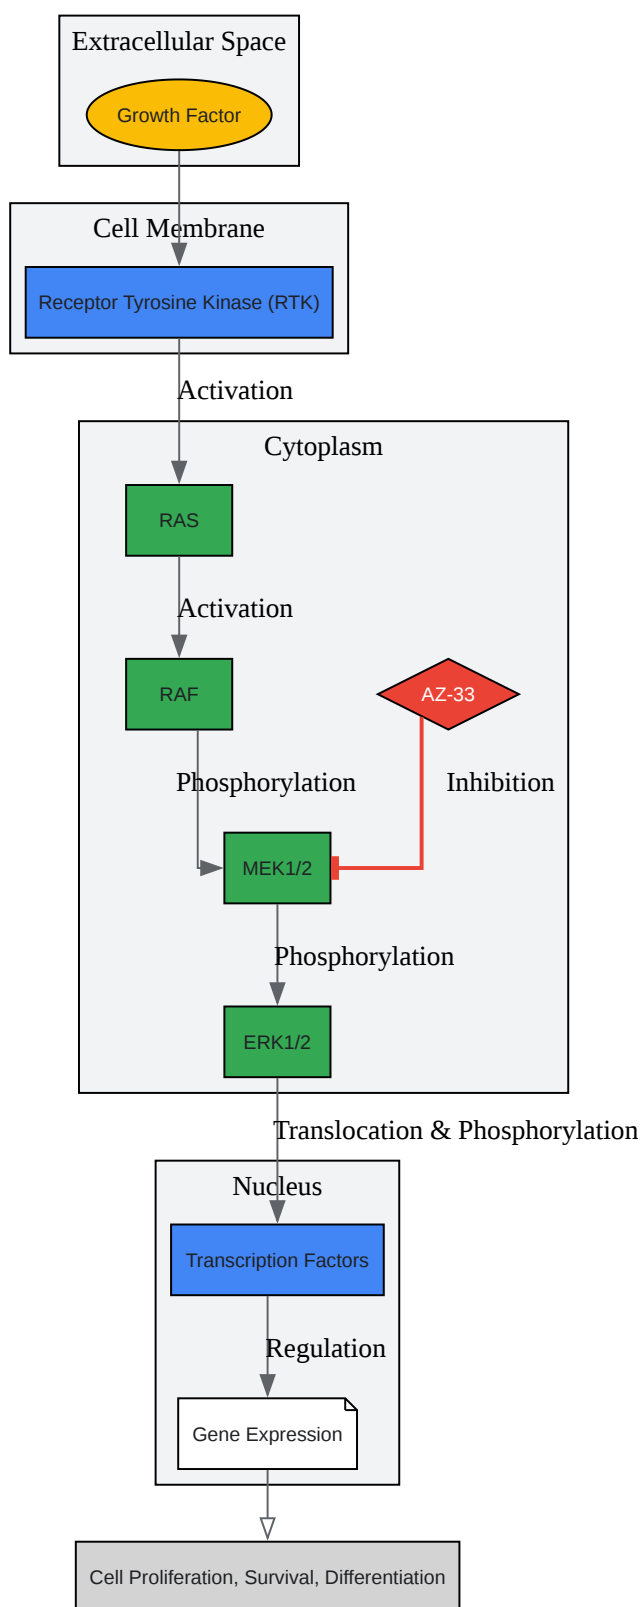 Extracellular Space
Growth Factor
Cell Membrane
Receptor Tyrosine Kinase (RTK)
Activation
Cytoplasm
RAS
Activation
RAF
AZ-33
Phosphorylation
Inhibition
MEK1/2
Phosphorylation
ERK1/2
Translocation & Phosphorylation
Nucleus
Transcription Factors
Regulation
Gene Expression
Cell Proliferation, Survival, Differentiation